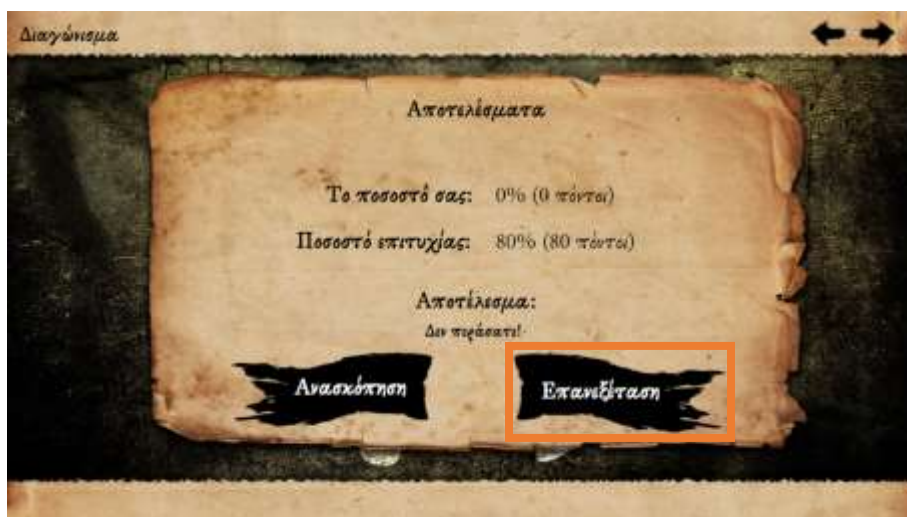 Διαγώνισμα
Αποτελέσματα
Το ποσοστό σας: 0% (0 πόντοι)
Ποσοστό επιτυχίας: 80% (80 πόντοι)
Αποτέλεσμα:
Δεν περάσατε!
Ανασκόπηση
Επανεξέταση